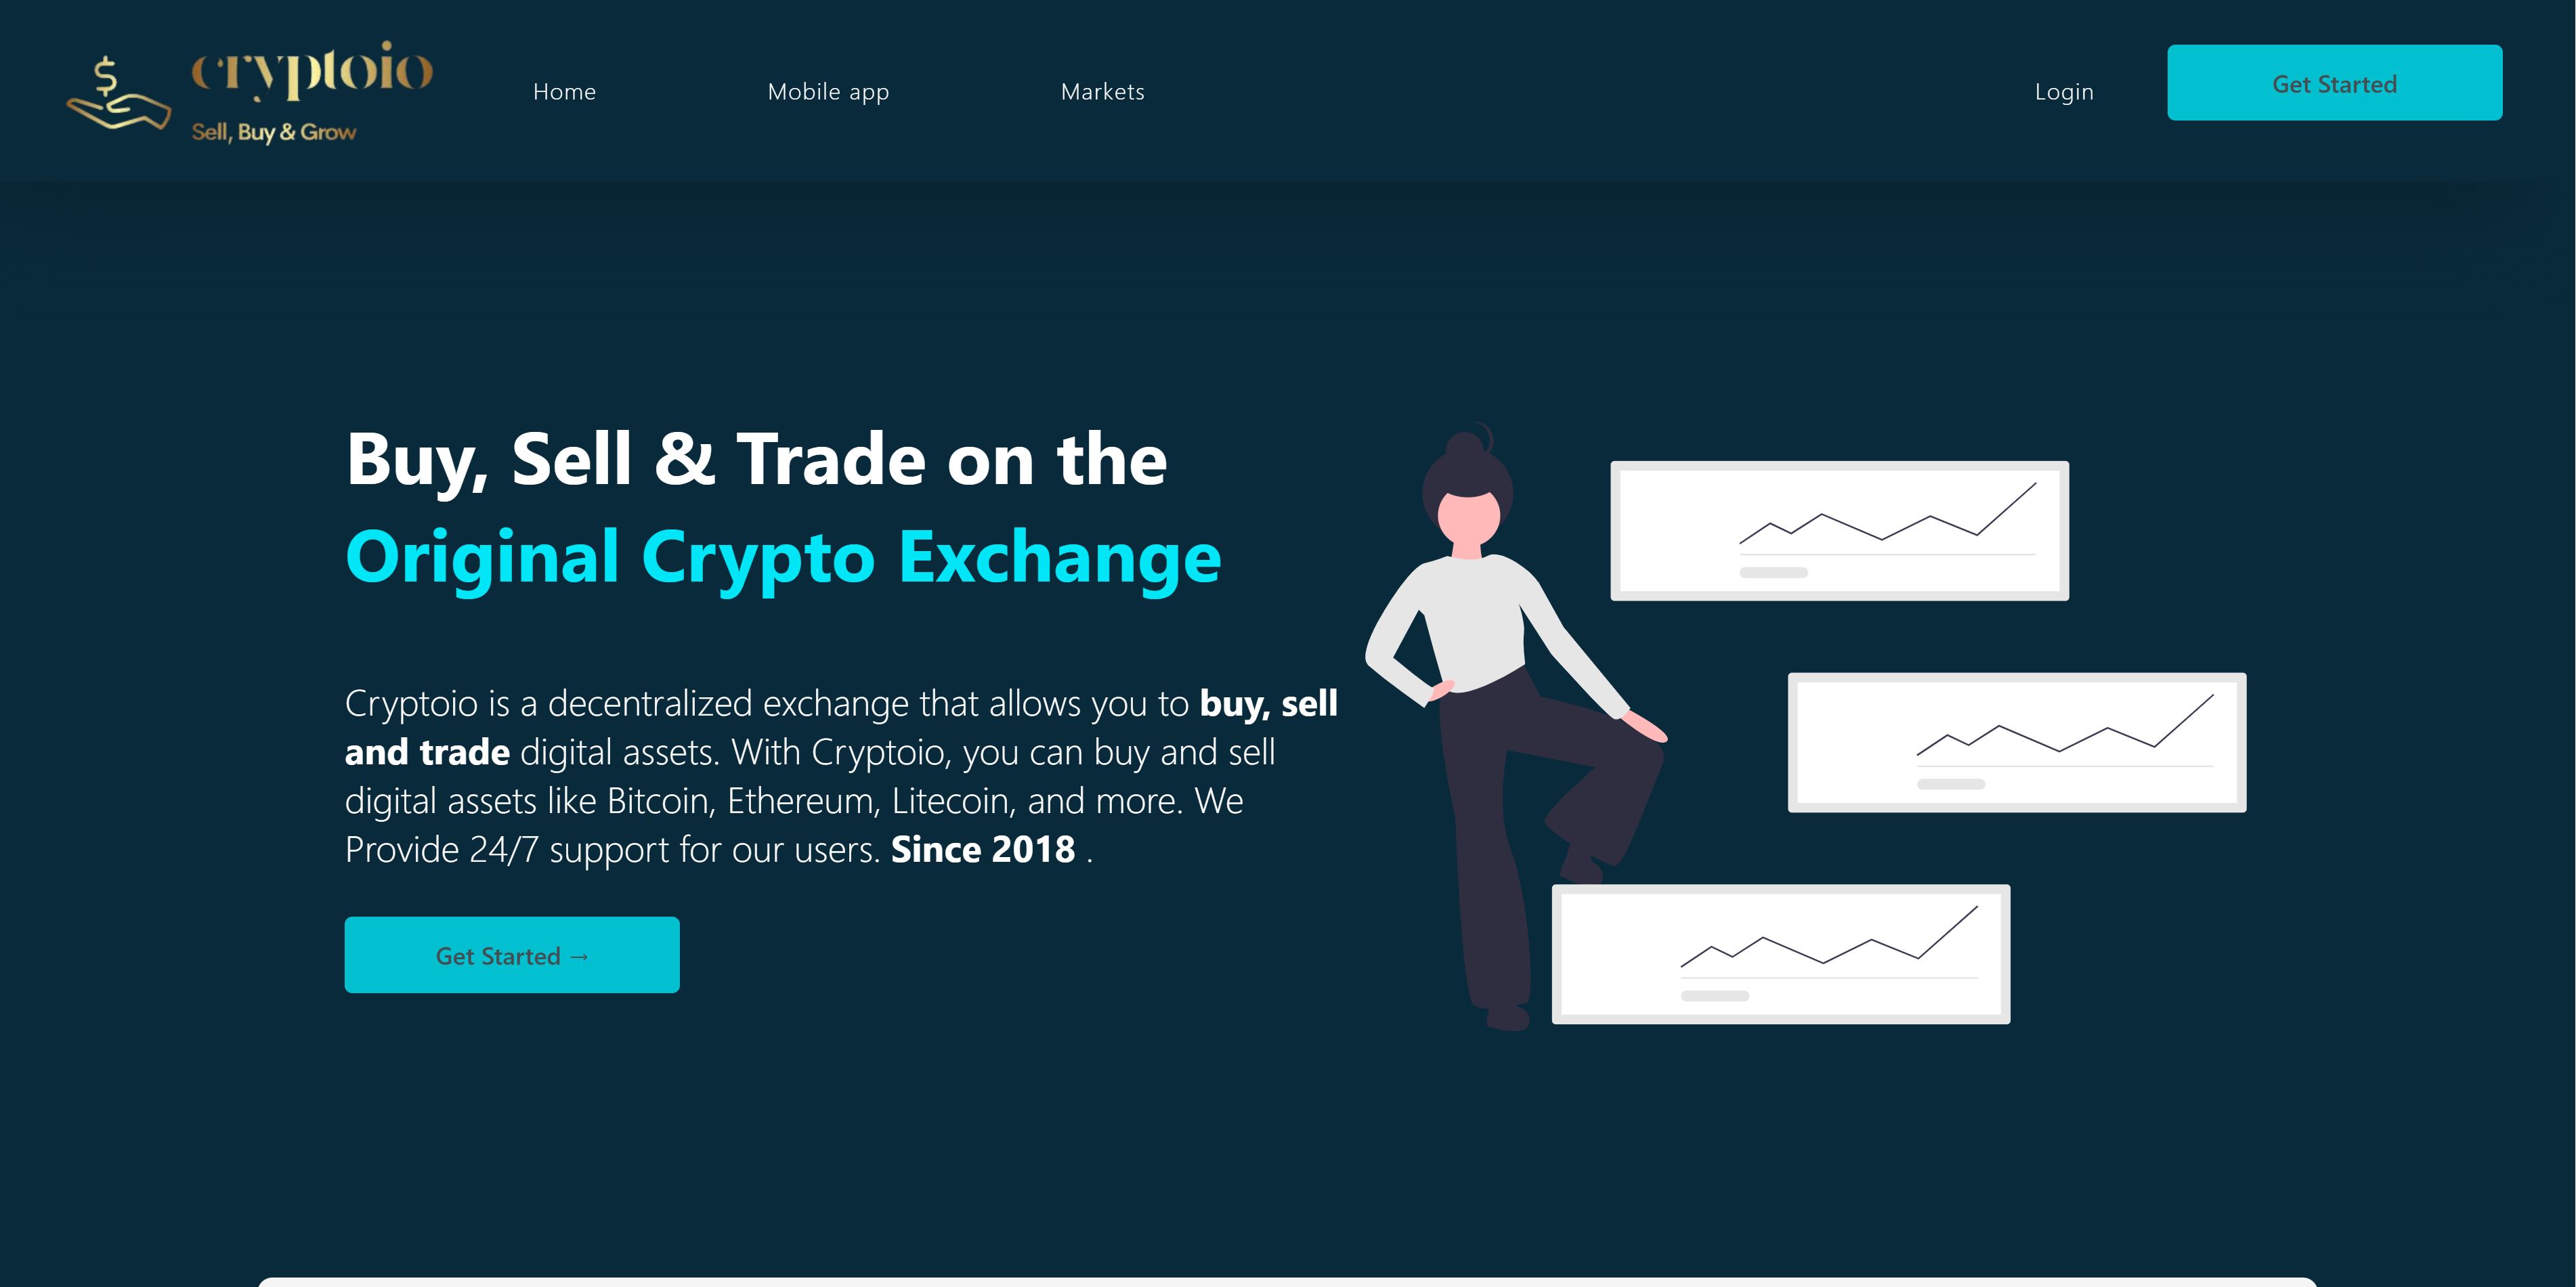 cryptoio
Sell, Buy & Grow
Home
Mobile app
Markets
Login
Get Started
Buy, Sell & Trade on the
Original Crypto Exchange
Cryptoio is a decentralized exchange that allows you to buy, sell
and trade digital assets. With Cryptoio, you can buy and sell
digital assets like Bitcoin, Ethereum, Litecoin, and more. We
Provide 24/7 support for our users. Since 2018 .
Get Started →